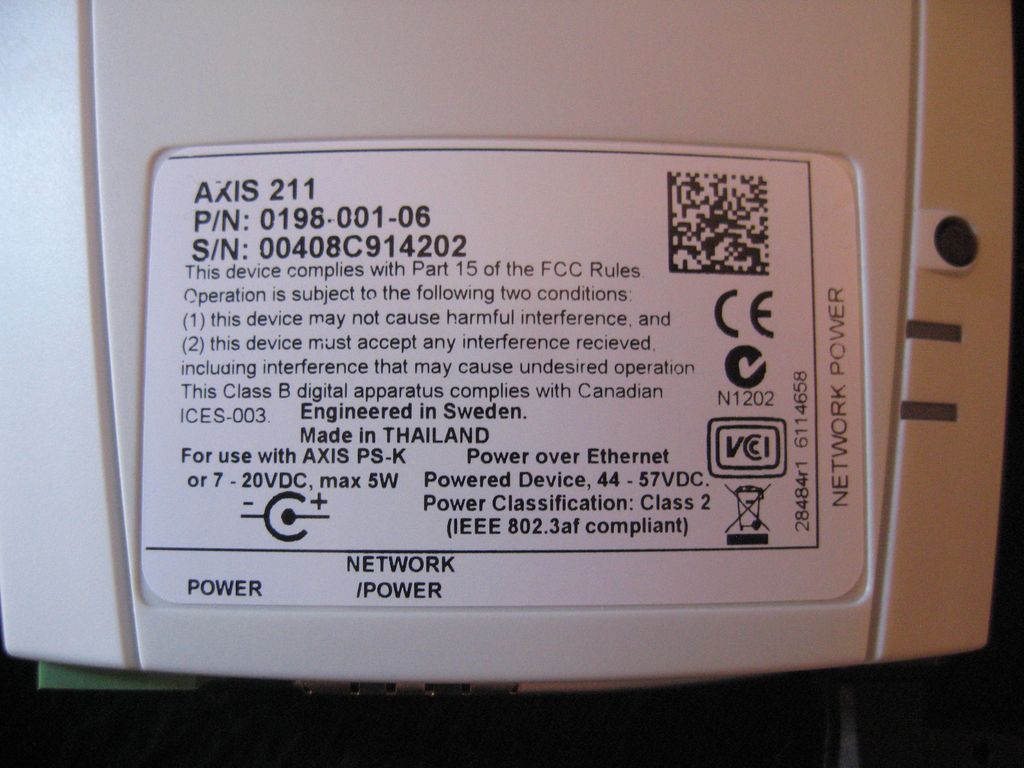 AXIS 211
P/N: 0198-001-06
S/N: 00408C914202
This device complies with Part 15 of the FCC Rules.
Operation is subject to the following two conditions:
(1) this device may not cause harmful interference, and
(2) this device must accept any interference recieved,
including interference that may cause undesired operation
This Class B digital apparatus complies with Canadian
ICES-003. Engineered in Sweden.
Made in THAILAND
For use with AXIS PS-K
or 7 - 20VDC, max 5W
- +
Power over Ethernet
Powered Device, 44 - 57VDC.
Power Classification: Class 2
(IEEE 802.3af compliant)
CE
N1202
VCCI
28484r1 6114658
NETWORK POWER
POWER
NETWORK
/POWER